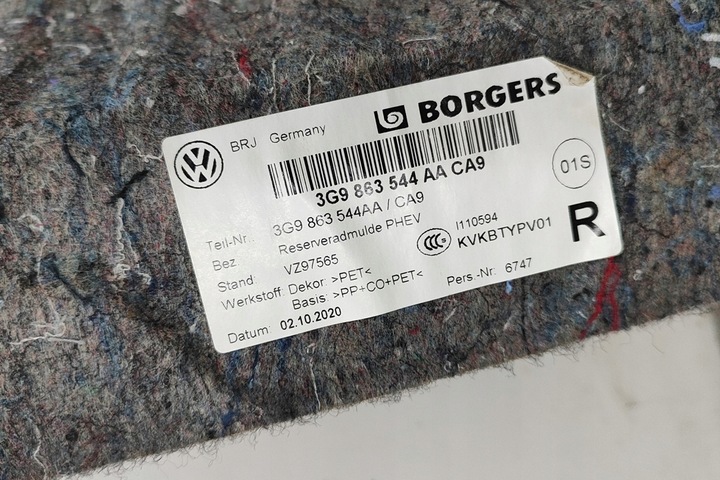 BRJ Germany
BORGERS
3G9 863 544 AA CA9
01S
Teil-Nr.: 3G9 863 544AA / CA9
Bez. Reserveradmulde PHEV
Stand: VZ97565
I110594
CCC
KVKBTYPV01
R
Werkstoff: Dekor: >PET<
Basis: >PP+CO+PET<
Pers.-Nr: 6747
Datum: 02.10.2020